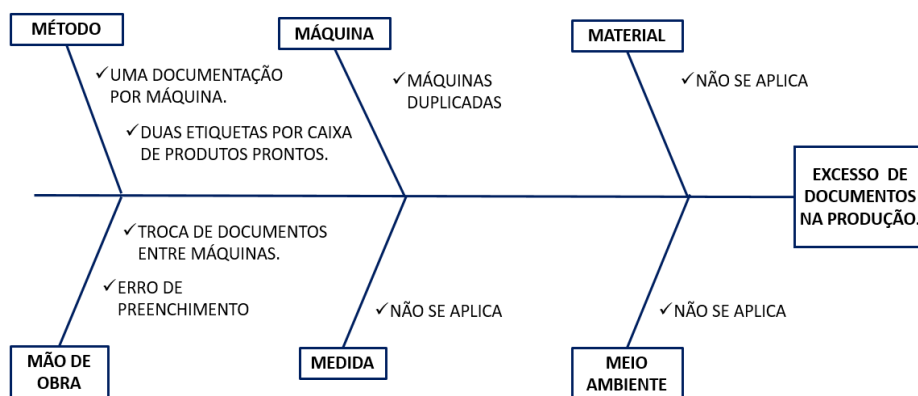 MÉTODO
MÁQUINA
MATERIAL
✓UMA DOCUMENTAÇÃO
POR MÁQUINA.
✓DUAS ETIQUETAS POR CAIXA
DE PRODUTOS PRONTOS.
✓MÁQUINAS
DUPLICADAS
✓NÃO SE APLICA
EXCESSO DE
DOCUMENTOS
NA PRODUÇÃO.
✓TROCA DE DOCUMENTOS
ENTRE MÁQUINAS.
✓ERRO DE
PREENCHIMENTO
✓NÃO SE APLICA
✓NÃO SE APLICA
MÃO DE
OBRA
MEDIDA
MEIO
AMBIENTE